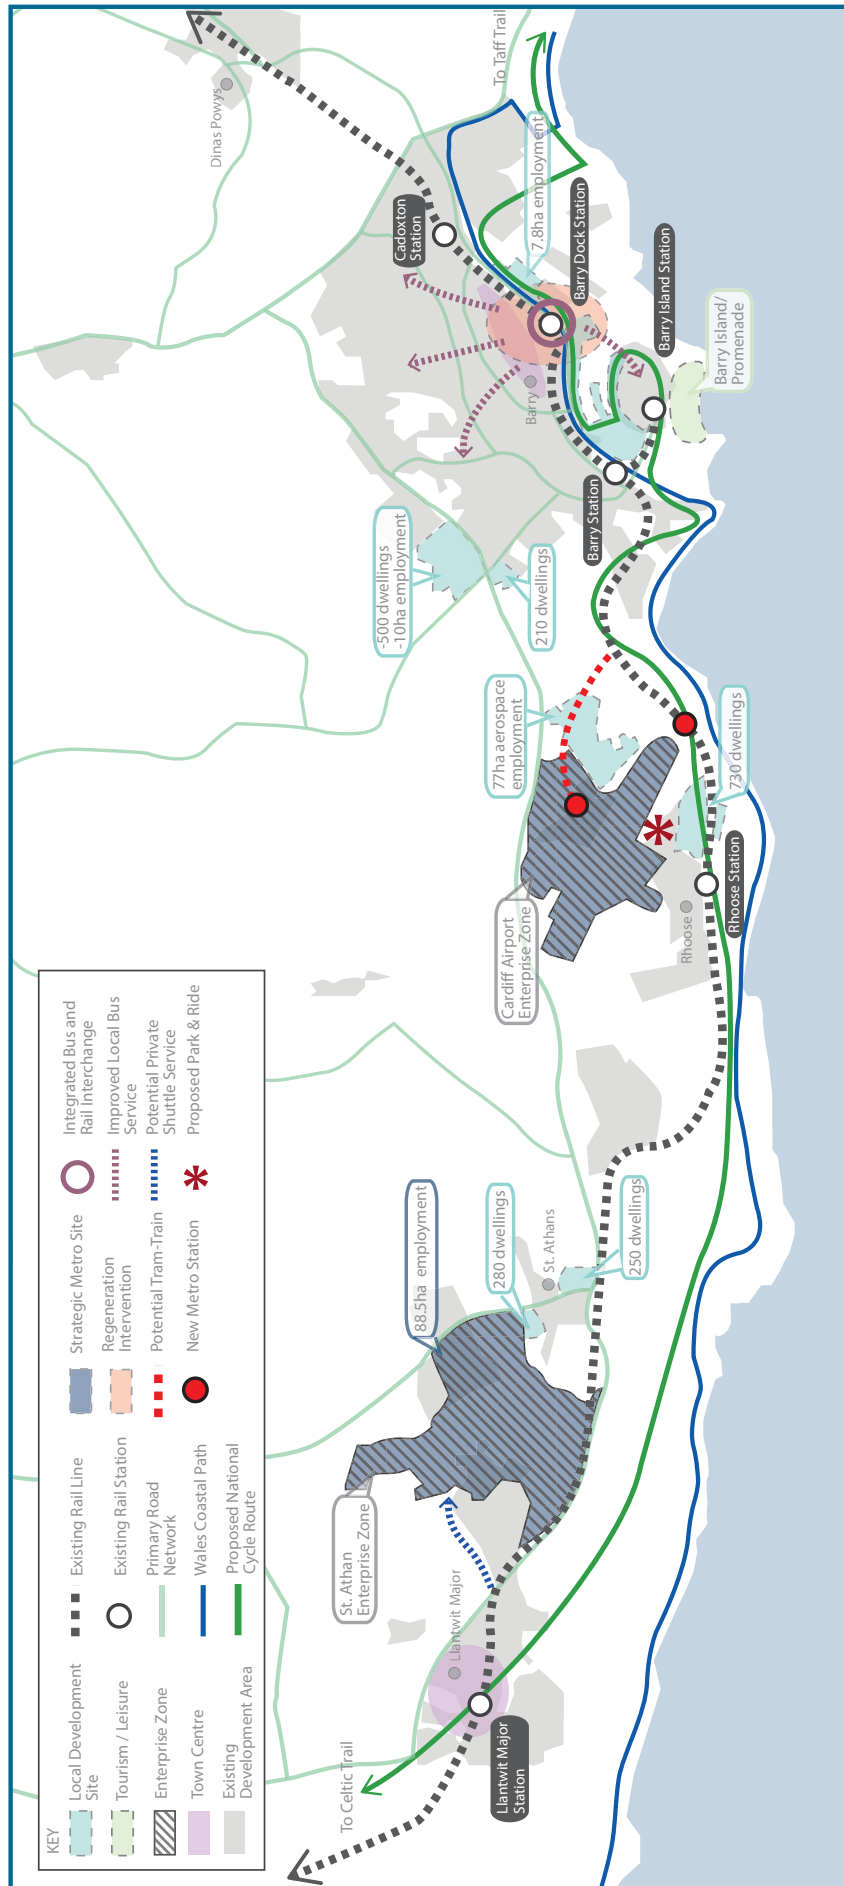 KEY
Local Development
Site
Tourism / Leisure
Enterprise Zone
Town Centre
Existing
Development Area
Existing Rail Line
Existing Rail Station
Primary Road
Network
Wales Coastal Path
Proposed National
Cycle Route
Strategic Metro Site
Regeneration
Intervention
Potential Tram-Train
New Metro Station
Integrated Bus and
Rail Interchange
Improved Local Bus
Service
Potential Private
Shuttle Service
Proposed Park & Ride
To Celtic Trail
Llantwit Major
Station
Llantwit Major
St. Athan
Enterprise Zone
88.5ha employment
280 dwellings
St. Athans
250 dwellings
Cardiff Airport
Enterprise Zone
Rhoose
Rhoose Station
730 dwellings
77ha aerospace
employment
-500 dwellings
-10ha employment
210 dwellings
Barry Station
Barry
Barry Island Station
Barry Island/
Promenade
Barry Dock Station
7.8ha employment
Cadoxton
Station
Dinas Powys
To Taff Trail